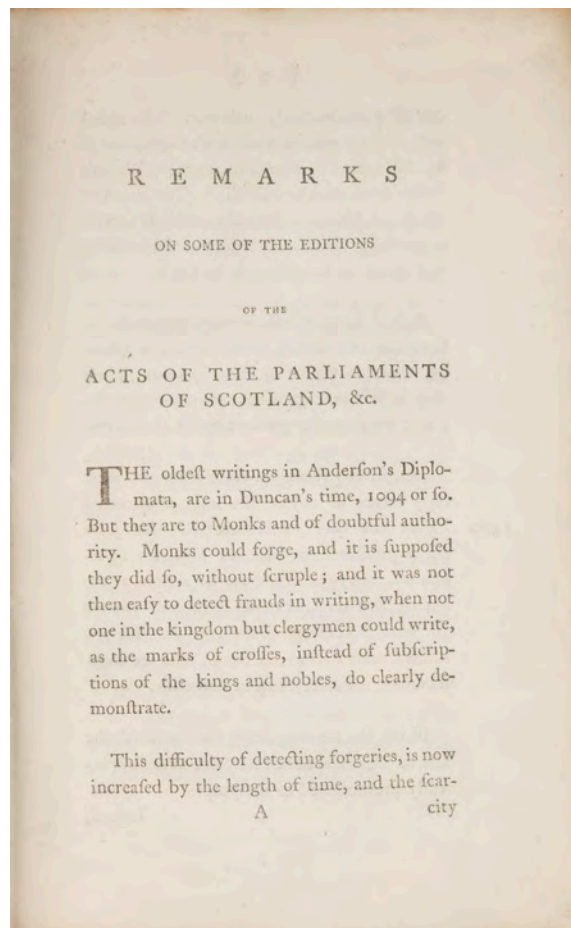 REMARKS
ON SOME OF THE EDITIONS
OF THE
ACTS OF THE PARLIAMENTS
OF SCOTLAND, &c.
THE oldeſt writings in Anderſon's Diplo-
mata, are in Duncan's time, 1094 or ſo.
But they are to Monks and of doubtful autho-
rity. Monks could forge, and it is ſuppoſed
they did ſo, without ſcruple; and it was not
then eaſy to detect frauds in writing, when not
one in the kingdom but clergymen could write,
as the marks of croſſes, inſtead of ſubſcrip-
tions of the kings and nobles, do clearly de-
monſtrate.
This difficulty of detecting forgeries, is now
increaſed by the length of time, and the ſcar-
A
city